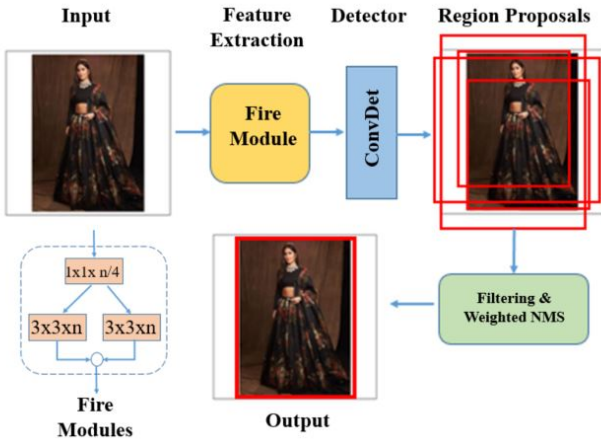 Input
Feature
Extraction
Detector
Region Proposals
Fire
Module
ConvDet
1x1x n/4
3x3xn
3x3xn
Fire
Modules
Filtering &
Weighted NMS
Output